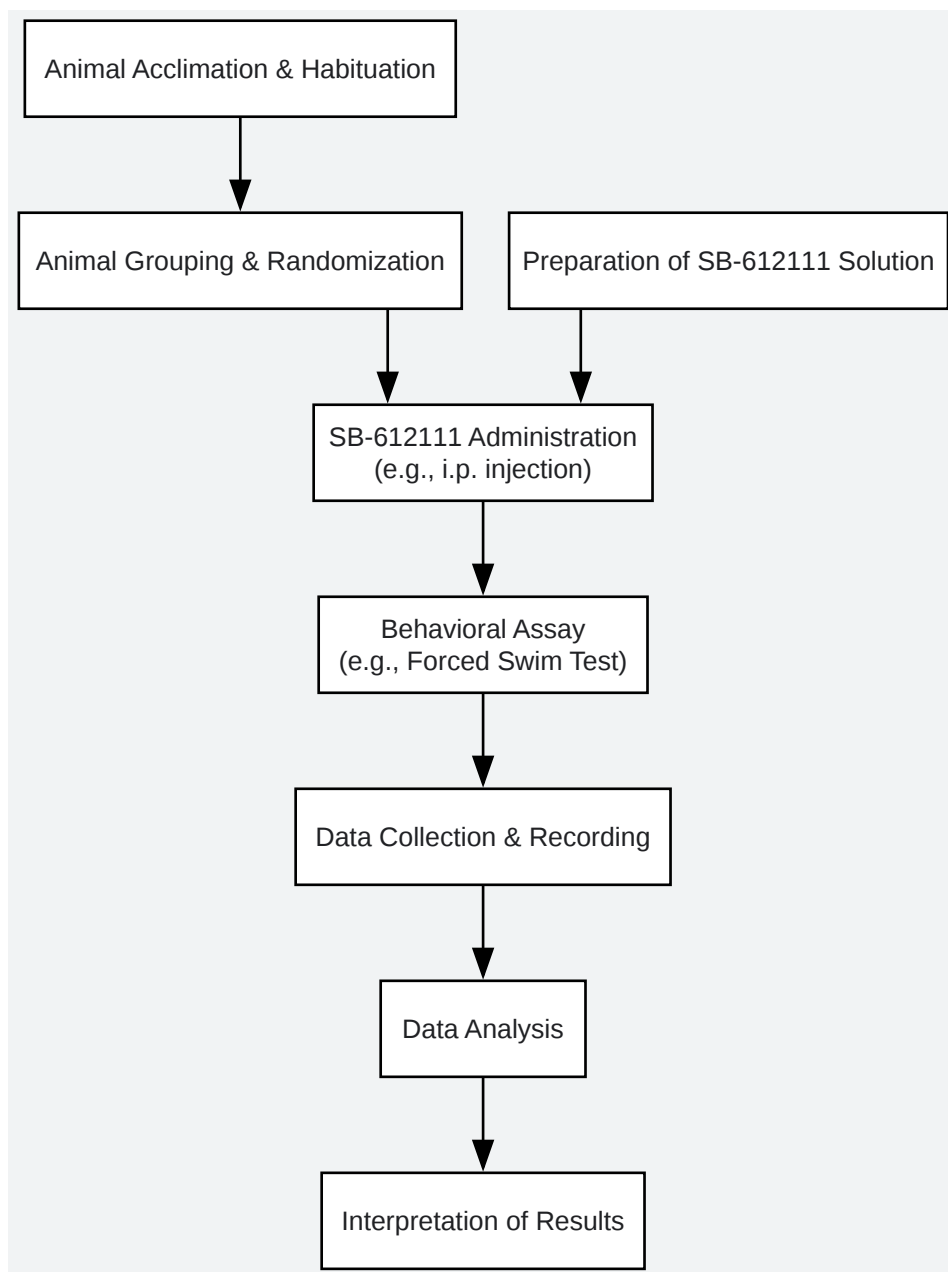 Animal Acclimation & Habituation
Animal Grouping & Randomization
Preparation of SB-612111 Solution
SB-612111 Administration
(e.g., i.p. injection)
Behavioral Assay
(e.g., Forced Swim Test)
Data Collection & Recording
Data Analysis
Interpretation of Results